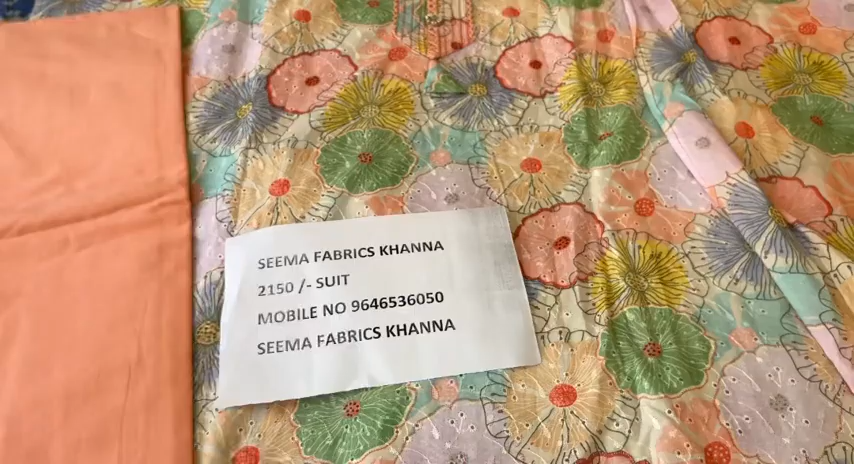 SEEMA FABRICS KHANNA
2150 /- SUIT
MOBILE NO 9646536050
SEEMA FABRICS KHANNA